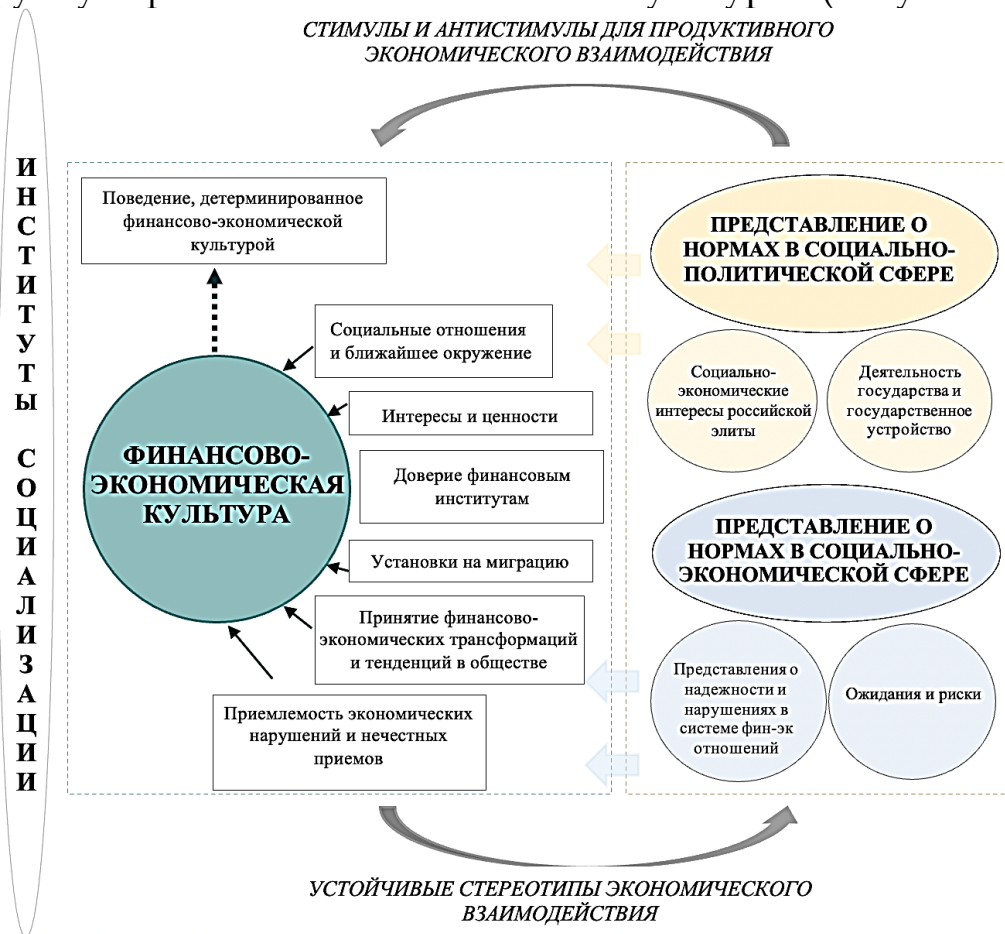 СТИМУЛЫ И АНТИСТИМУЛЫ ДЛЯ ПРОДУКТИВНОГО
ЭКОНОМИЧЕСКОГО ВЗАИМОДЕЙСТВИЯ
ИНСТИТУТЫ СОЦИАЛИЗАЦИИ
Поведение, детерминированное
финансово-экономической
культурой
Социальные отношения
и ближайшее окружение
Интересы и ценности
Доверие финансовым
институтам
Установки на миграцию
Принятие финансово-
экономических трансформаций
и тенденций в обществе
Приемлемость экономических
нарушений и нечестных
приемов
ФИНАНСОВО-
ЭКОНОМИЧЕСКАЯ
КУЛЬТУРА
ПРЕДСТАВЛЕНИЕ О
НОРМАХ В СОЦИАЛЬНО-
ПОЛИТИЧЕСКОЙ СФЕРЕ
Социально-
экономические
интересы российской
элиты
Деятельность
государства и
государственное
устройство
ПРЕДСТАВЛЕНИЕ О
НОРМАХ В СОЦИАЛЬНО-
ЭКОНОМИЧЕСКОЙ СФЕРЕ
Представления о
надежности и
нарушениях в
системе фин-эк
отношений
Ожидания и риски
УСТОЙЧИВЫЕ СТЕРЕОТИПЫ ЭКОНОМИЧЕСКОГО
ВЗАИМОДЕЙСТВИЯ